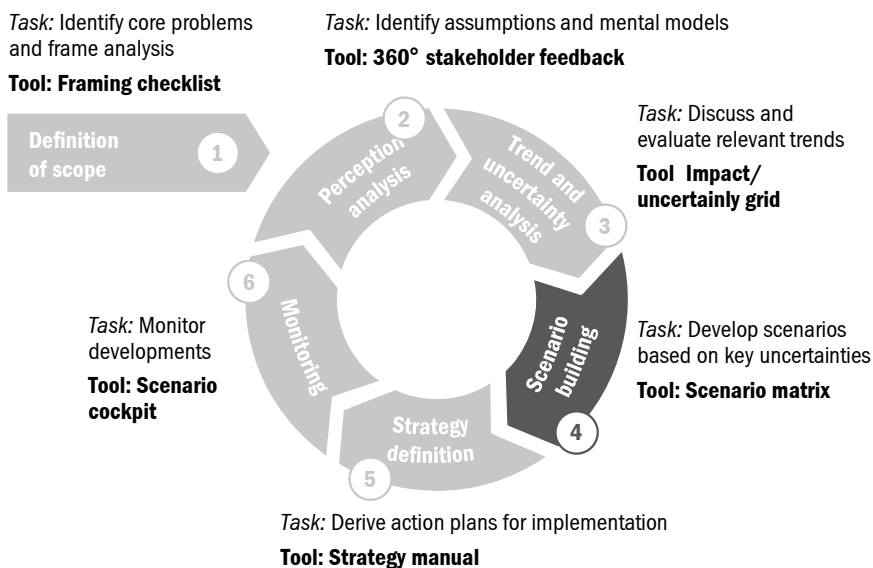 Task: Identify core problems
and frame analysis
Tool: Framing checklist
Definition
of scope
1
Task: Identify assumptions and mental models
Tool: 360° stakeholder feedback
2
Perception
analysis
Task: Discuss and
evaluate relevant trends
Tool Impact/
uncertainly grid
Trend and
uncertainty
analysis
3
Task: Develop scenarios
based on key uncertainties
Tool: Scenario matrix
Scenario
building
4
Strategy
definition
5
Task: Derive action plans for implementation
Tool: Strategy manual
6
Monitoring
Task: Monitor
developments
Tool: Scenario
cockpit